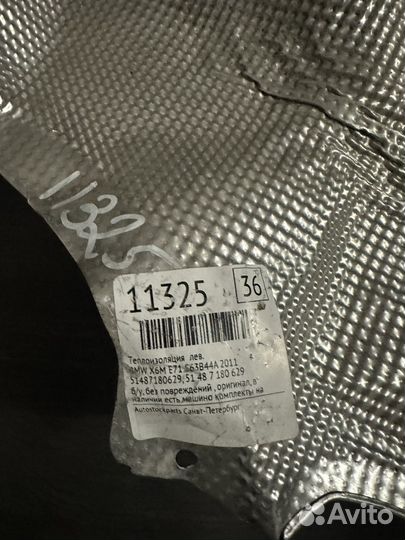 11325
11325 36
Теплоизоляция лев.
BMW X6M E71 S63B44A 2011
51487180629, 51 48 7 180 629
б/у, без повреждений, оригинал, в
наличии есть машино комплекты на
Autostockparts Санкт-Петербург
Avito